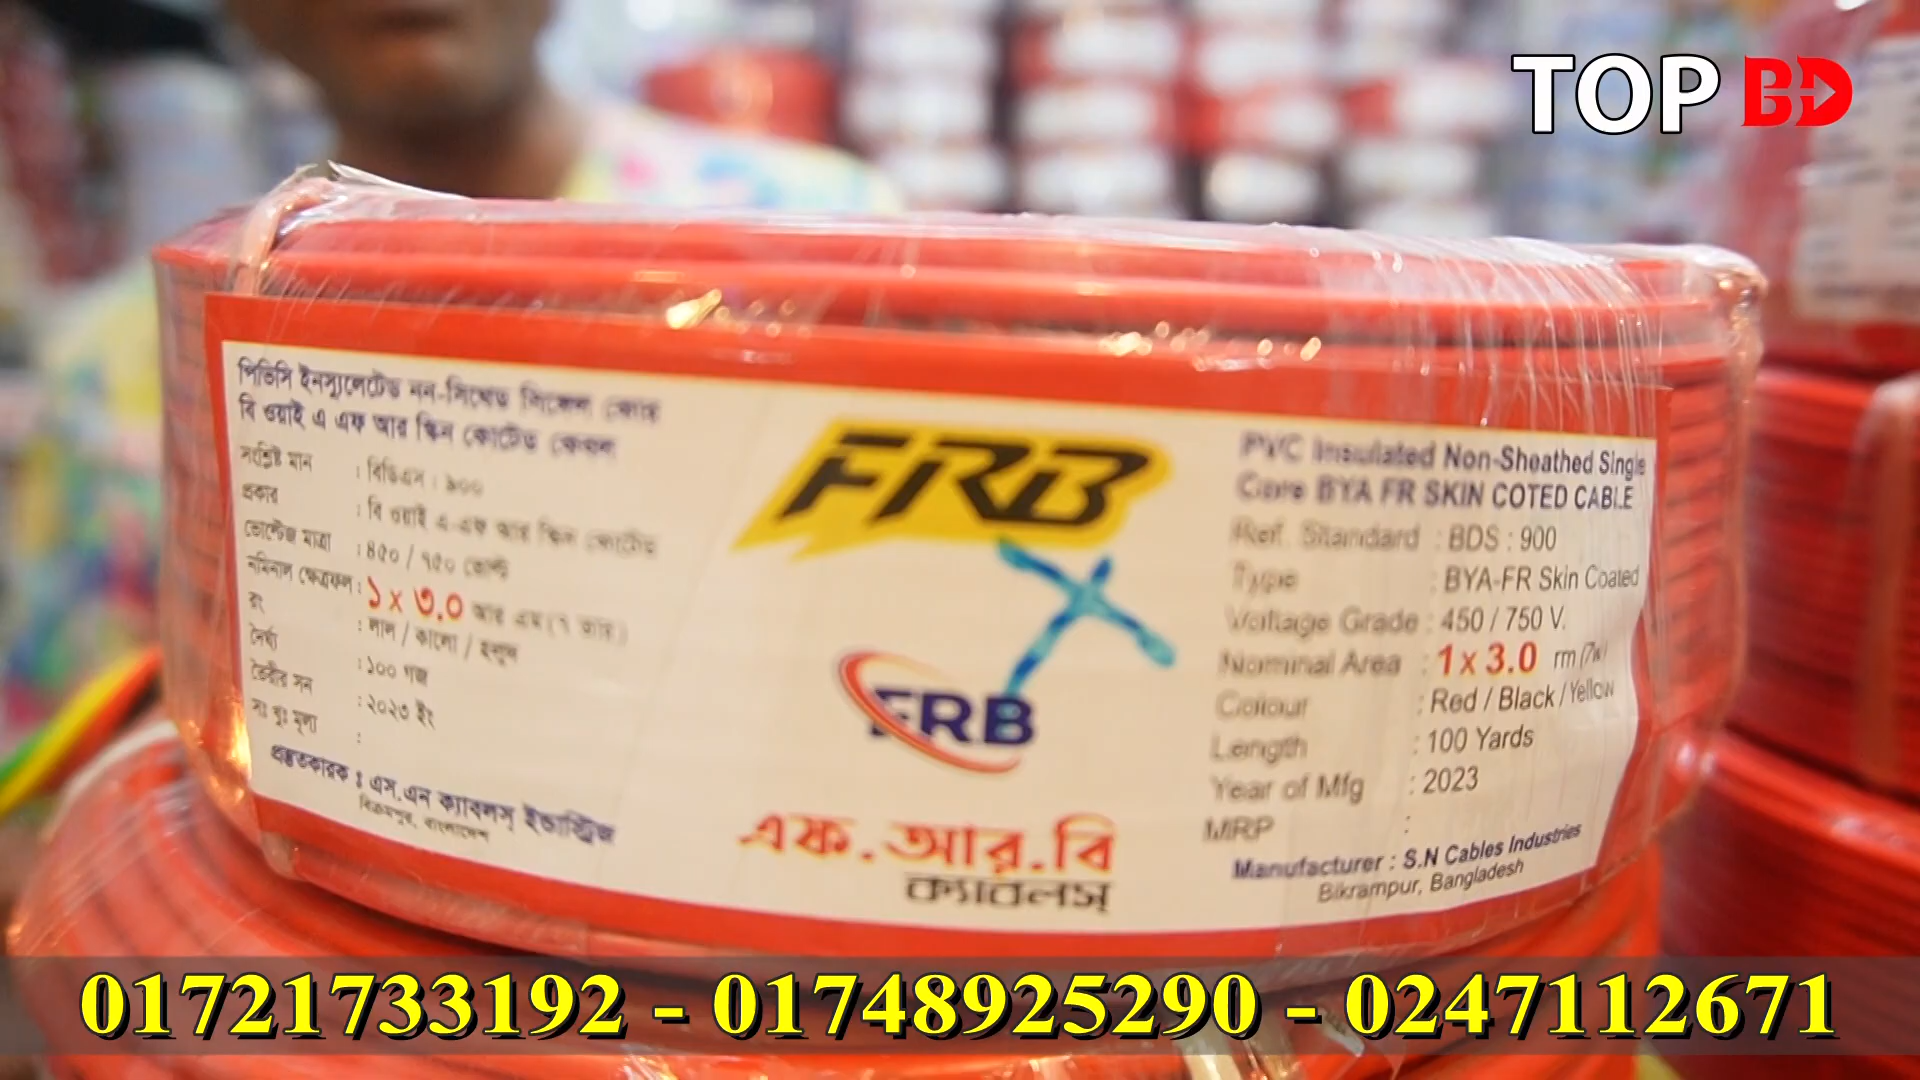 TOP BD
পিভিসি ইনস্যুলেটেড নন-সিথেড সিঙ্গেল কোর
বি ওয়াই এ এফ আর স্কিন কোটেড কেবল
সংশ্লিষ্ট মান : বিডিএস : ৯০০
প্রকার : বি ওয়াই এ-এফ আর স্কিন কোটেড
ভোল্টেজ মাত্রা : ৪৫০ / ৭৫০ ভোল্ট
নমিনাল ক্ষেত্রফল : ১ x ৩.০ আর এম (৭ তার)
রং : লাল / কালো / হলুদ
দৈর্ঘ্য : ১০০ গজ
তৈরীর সন : ২০২৩ ইং
সঃ খুঃ মূল্য :
প্রস্তুতকারক : এস.এন ক্যাবলস্ ইন্ডাস্ট্রিজ
বিক্রমপুর, বাংলাদেশ
FRB
FRB
এফ.আর.বি
ক্যাবলস্
PVC Insulated Non-Sheathed Single
Core BYA FR SKIN COTED CABLE
Ref. Standard : BDS : 900
Type : BYA-FR Skin Coated
Voltage Grade : 450 / 750 V.
Nominal Area : 1 x 3.0 rm
Colour : Red / Black / Yellow
Length : 100 Yards
Year of Mfg : 2023
MRP :
Manufacturer : S.N Cables Industries
Bikrampur, Bangladesh
01721733192 - 01748925290 - 0247112671